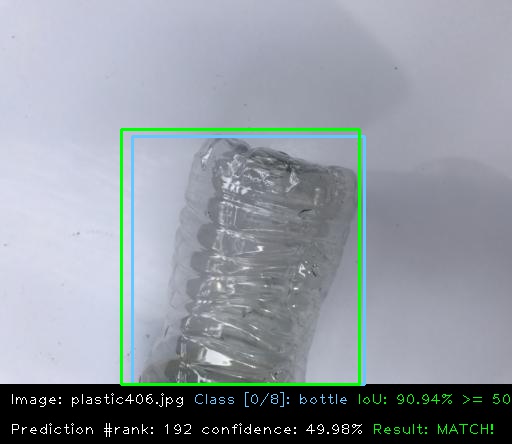 Image: plastic406.jpg Class [0/8]: bottle IoU: 90.94% >= 50
Prediction #rank: 192 confidence: 49.98% Result: MATCH!